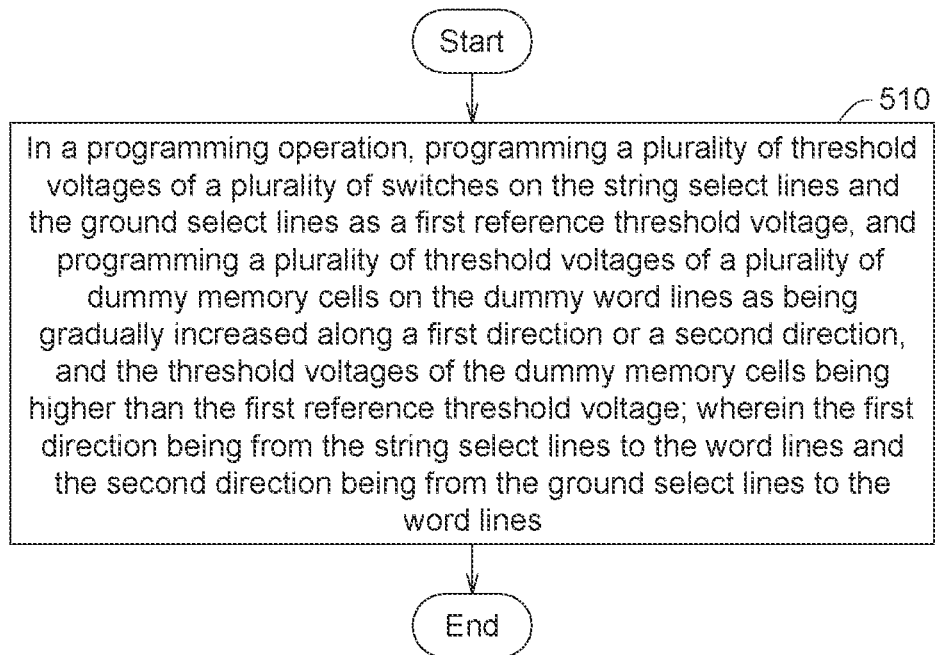 Start
510
In a programming operation, programming a plurality of threshold
voltages of a plurality of switches on the string select lines and
the ground select lines as a first reference threshold voltage, and
programming a plurality of threshold voltages of a plurality of
dummy memory cells on the dummy word lines as being
gradually increased along a first direction or a second direction,
and the threshold voltages of the dummy memory cells being
higher than the first reference threshold voltage; wherein the first
direction being from the string select lines to the word lines and
the second direction being from the ground select lines to the
word lines
End